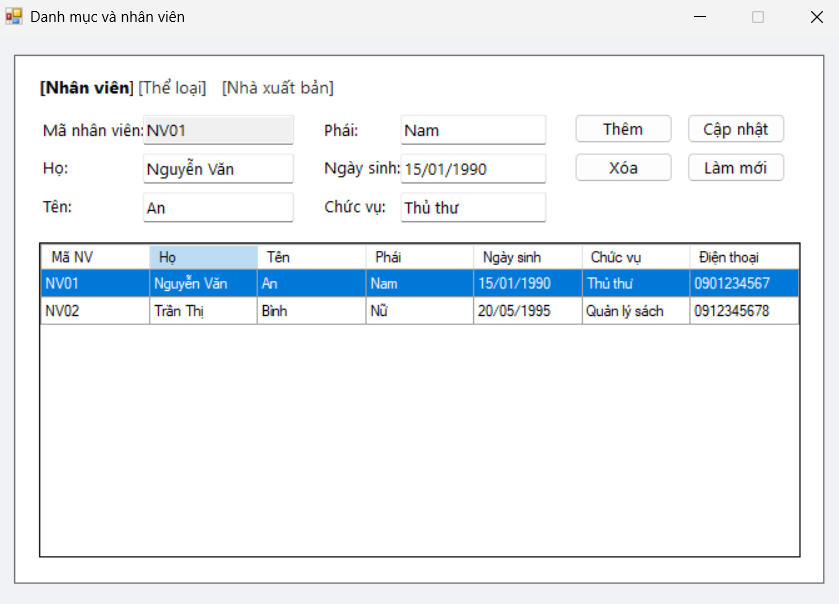 Danh mục và nhân viên
[Nhân viên] [Thể loại] [Nhà xuất bản]
Mã nhân viên: NV01 Phái: Nam Thêm Cập nhật
Họ: Nguyễn Văn Ngày sinh: 15/01/1990 Xóa Làm mới
Tên: An Chức vụ: Thủ thư
Mã NV Họ Tên Phái Ngày sinh Chức vụ Điện thoại
NV01 Nguyễn Văn An Nam 15/01/1990 Thủ thư 0901234567
NV02 Trần Thị Bình Nữ 20/05/1995 Quản lý sách 0912345678